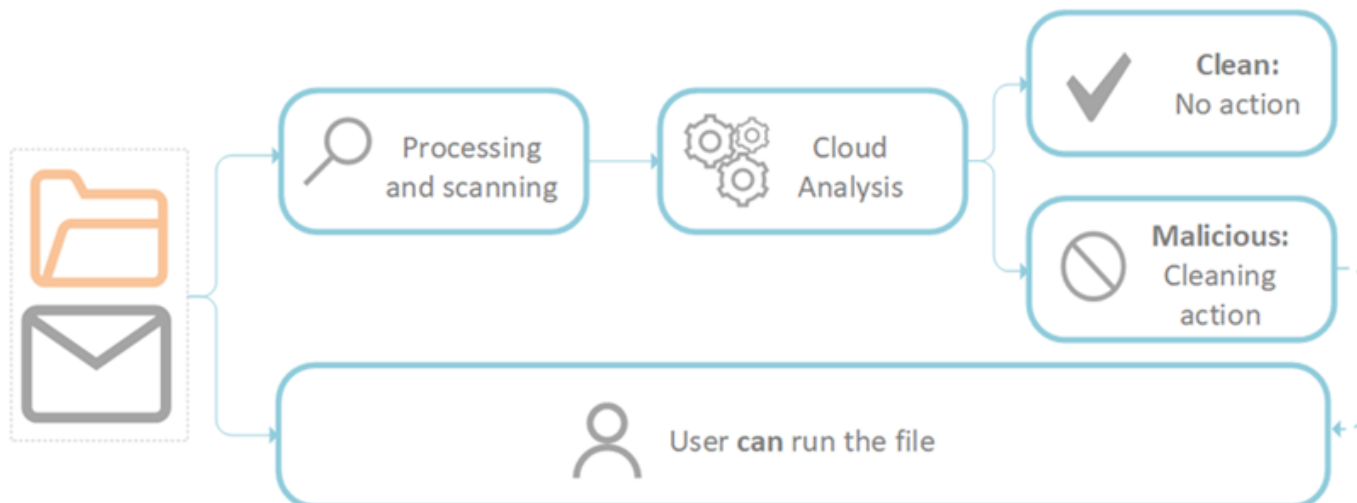 Processing
and scanning
Cloud
Analysis
Clean:
No action
Malicious:
Cleaning
action
User can run the file